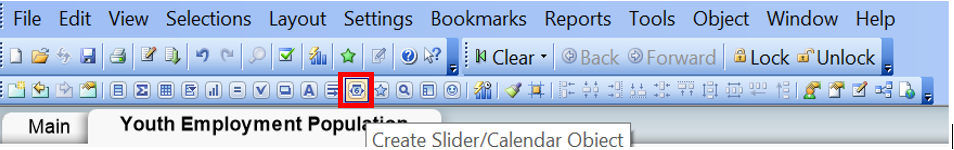 File Edit View Selections Layout Settings Bookmarks Reports Tools Object Window Help
Clear Back Forward Lock Unlock
Main Youth Employment Population
Create Slider/Calendar Object